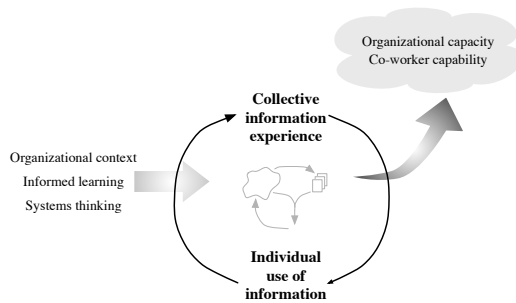 Organizational capacity
Co-worker capability
Collective
information
experience
Organizational context
Informed learning
Systems thinking
Individual
use of
information